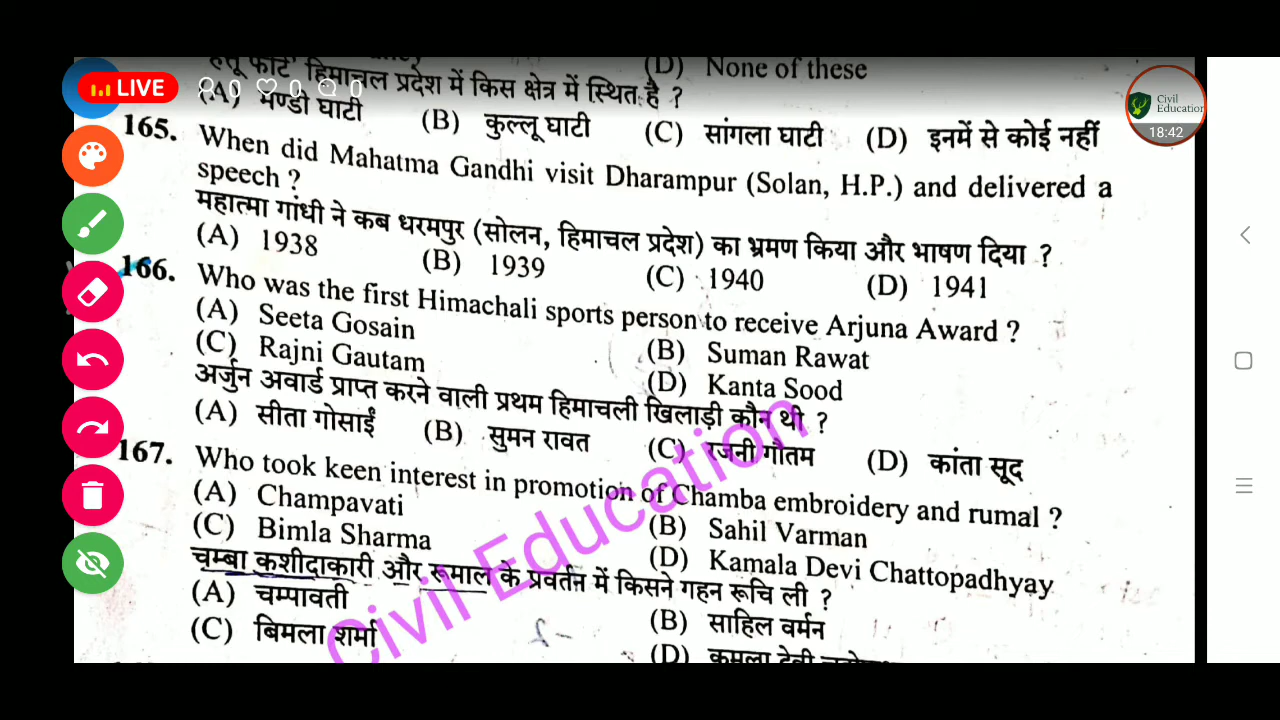 (D) None of these
हिमाचल प्रदेश में किस क्षेत्र में स्थित है ?
(A) मण्डी घाटी (B) कुल्लू घाटी (C) सांगला घाटी (D) इनमें से कोई नहीं
165. When did Mahatma Gandhi visit Dharampur (Solan, H.P.) and delivered a
speech ?
महात्मा गांधी ने कब धरमपुर (सोलन, हिमाचल प्रदेश) का भ्रमण किया और भाषण दिया ?
(A) 1938 (B) 1939 (C) 1940 (D) 1941
166. Who was the first Himachali sports person to receive Arjuna Award ?
(A) Seeta Gosain (B) Suman Rawat
(C) Rajni Gautam (D) Kanta Sood
अर्जुन अवार्ड प्राप्त करने वाली प्रथम हिमाचली खिलाड़ी कौन थी ?
(A) सीता गोसाईं (B) सुमन रावत (C) रजनी गौतम (D) कांता सूद
167. Who took keen interest in promotion of Chamba embroidery and rumal ?
(A) Champavati (B) Sahil Varman
(C) Bimla Sharma (D) Kamala Devi Chattopadhyay
चम्बा कशीदाकारी और रूमाल के प्रवर्तन में किसने गहन रूचि ली ?
(A) चम्पावती (B) साहिल वर्मन
(C) बिमला शर्मा (D) कमला देवी
LIVE 0 0 0
Civil
Education
18:42
Civil Education